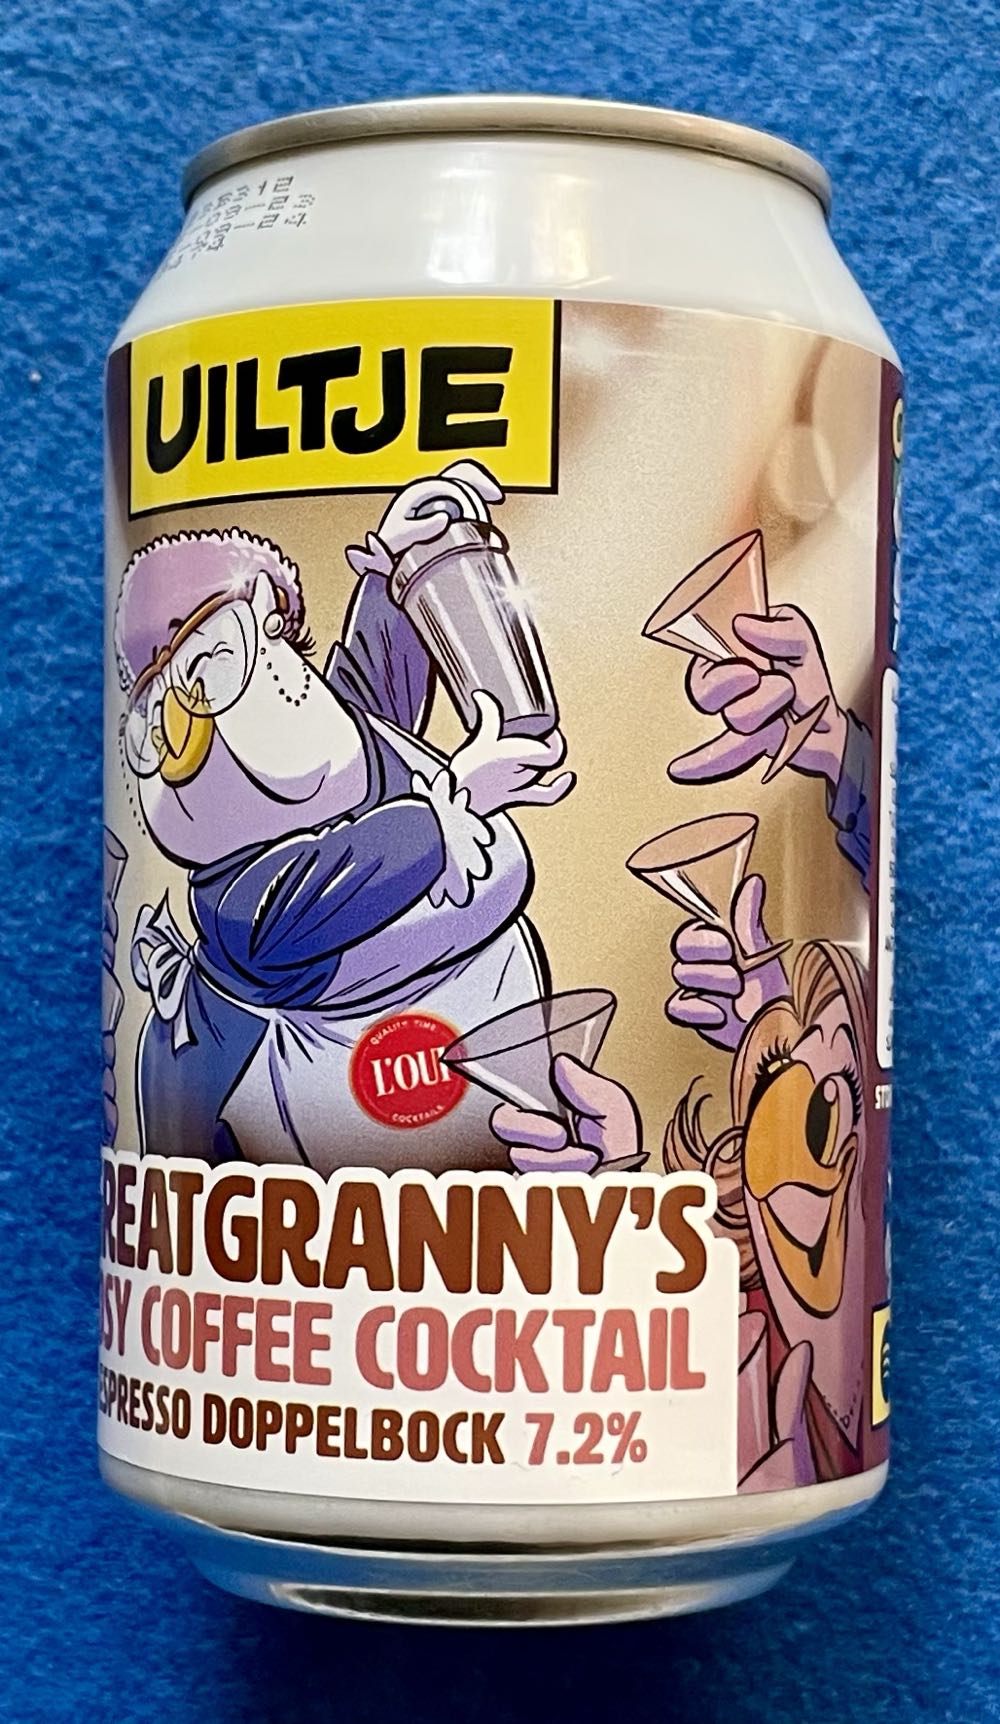 UILTJE
QUALITY TIME
L'OUI
COCKTAILS
REATGRANNY'S
SY COFFEE COCKTAIL
ESPRESSO DOPPELBOCK 7.2%